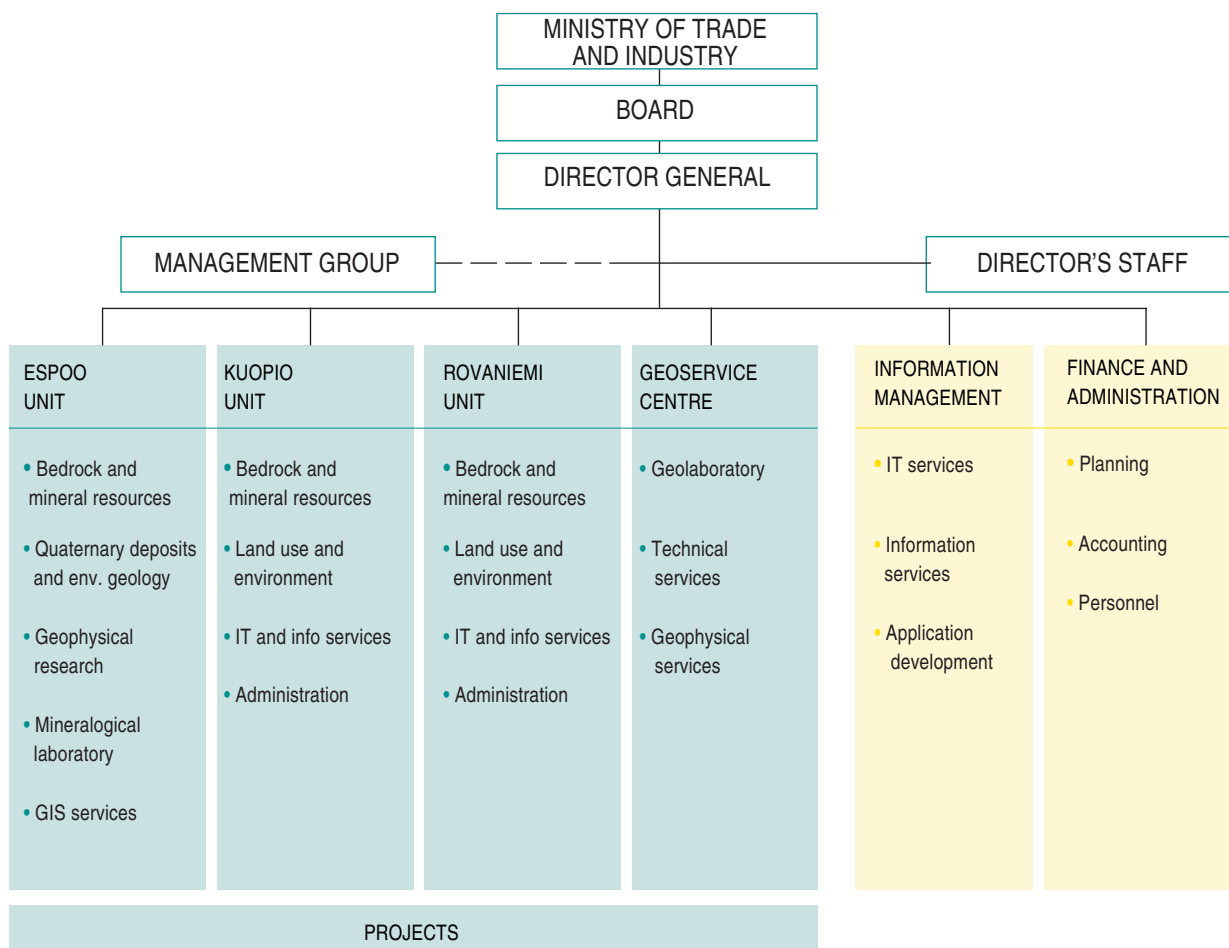 MINISTRY OF TRADE
AND INDUSTRY
BOARD
DIRECTOR GENERAL
MANAGEMENT GROUP
DIRECTOR'S STAFF
ESPOO
UNIT
• Bedrock and
mineral resources
• Quaternary deposits
and env. geology
• Geophysical
research
• Mineralogical
laboratory
• GIS services
KUOPIO
UNIT
• Bedrock and
mineral resources
• Land use and
environment
• IT and info services
• Administration
ROVANIEMI
UNIT
• Bedrock and
mineral resources
• Land use and
environment
• IT and info services
• Administration
GEOSERVICE
CENTRE
• Geolaboratory
• Technical
services
• Geophysical
services
INFORMATION
MANAGEMENT
• IT services
• Information
services
• Application
development
FINANCE AND
ADMINISTRATION
• Planning
• Accounting
• Personnel
PROJECTS